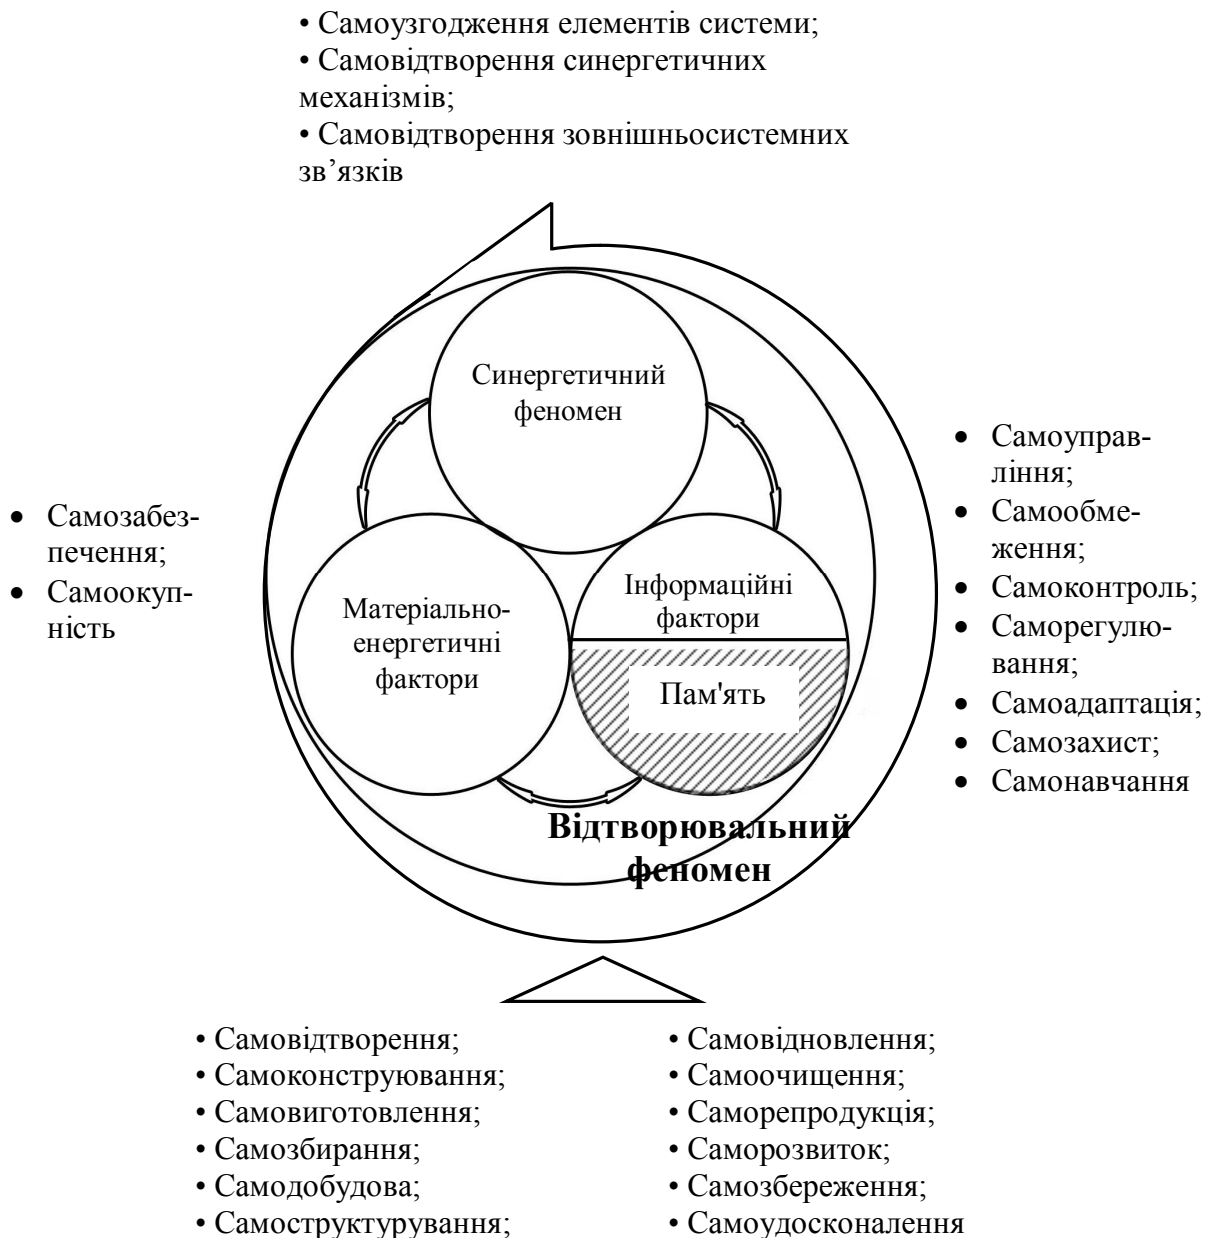 • Самоузгодження елементів системи;
• Самовідтворення синергетичних
механізмів;
• Самовідтворення зовнішньосистемних
зв’язків
Синергетичний
феномен
• Самозабез-
печення;
• Самоокуп-
ність
Матеріально-
енергетичні
фактори
Інформаційні
фактори
Пам'ять
• Самоуправ-
ління;
• Самообме-
ження;
• Самоконтроль;
• Саморегулю-
вання;
• Самоадаптація;
• Самозахист;
• Самонавчання
Відтворювальний
феномен
• Самовідтворення;
• Самоконструювання;
• Самовиготовлення;
• Самозбирання;
• Самодобудова;
• Самоструктурування;
• Самовідновлення;
• Самоочищення;
• Саморепродукція;
• Саморозвиток;
• Самозбереження;
• Самоудосконалення